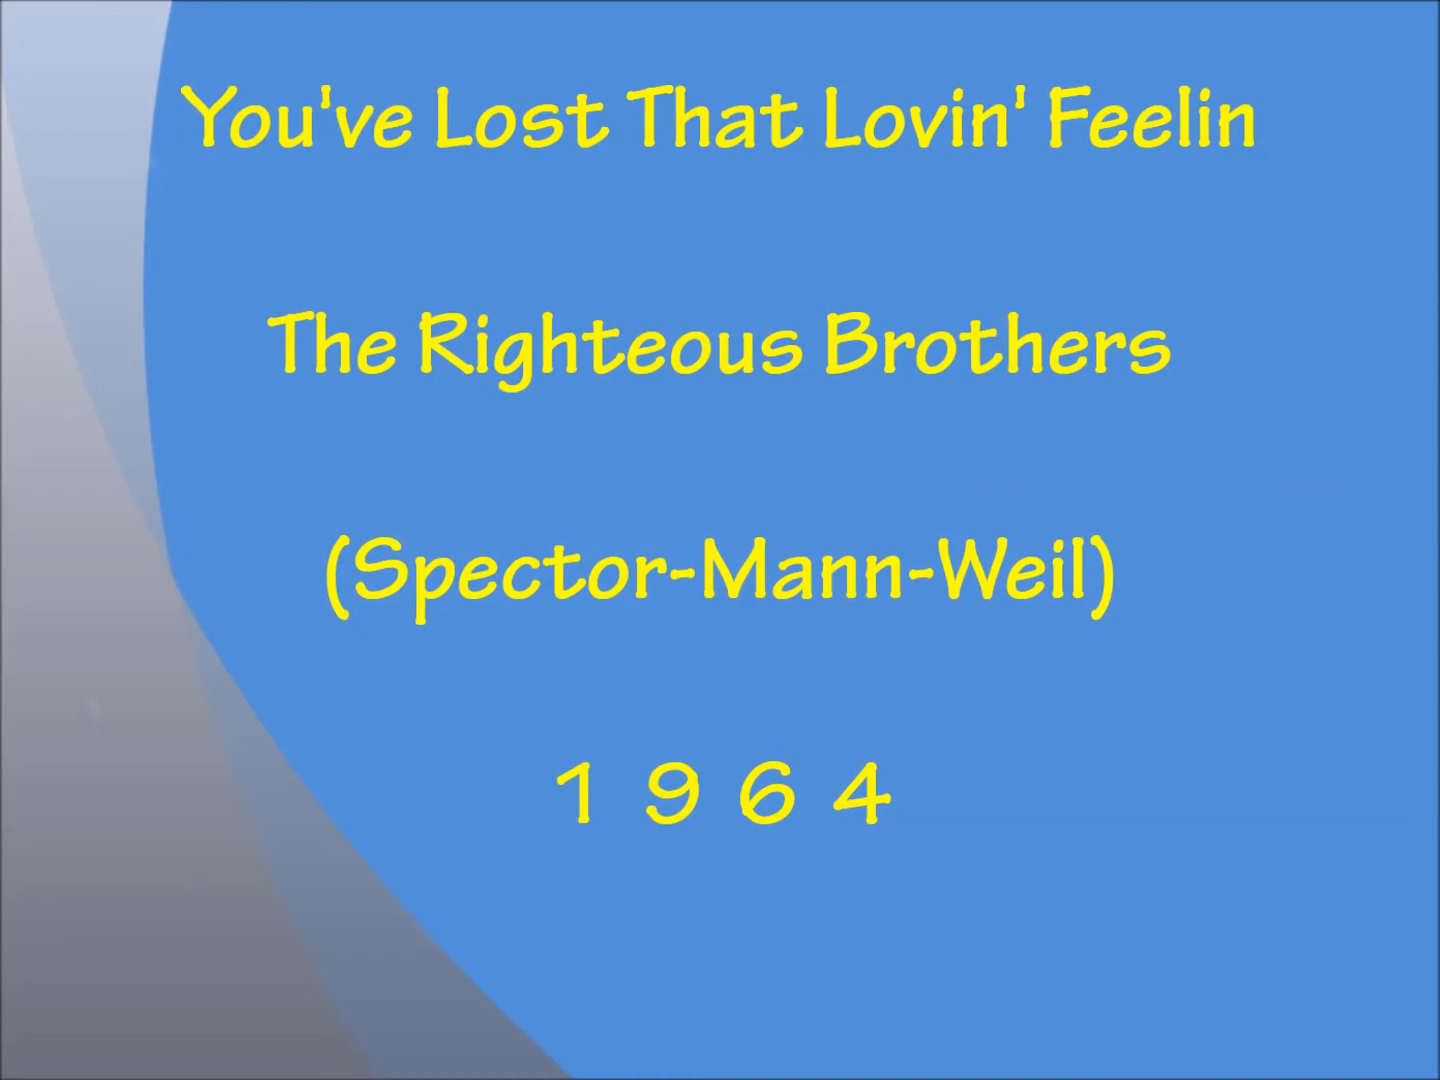 You've Lost That Lovin' Feelin
The Righteous Brothers
(Spector-Mann-Weil)
1 9 6 4